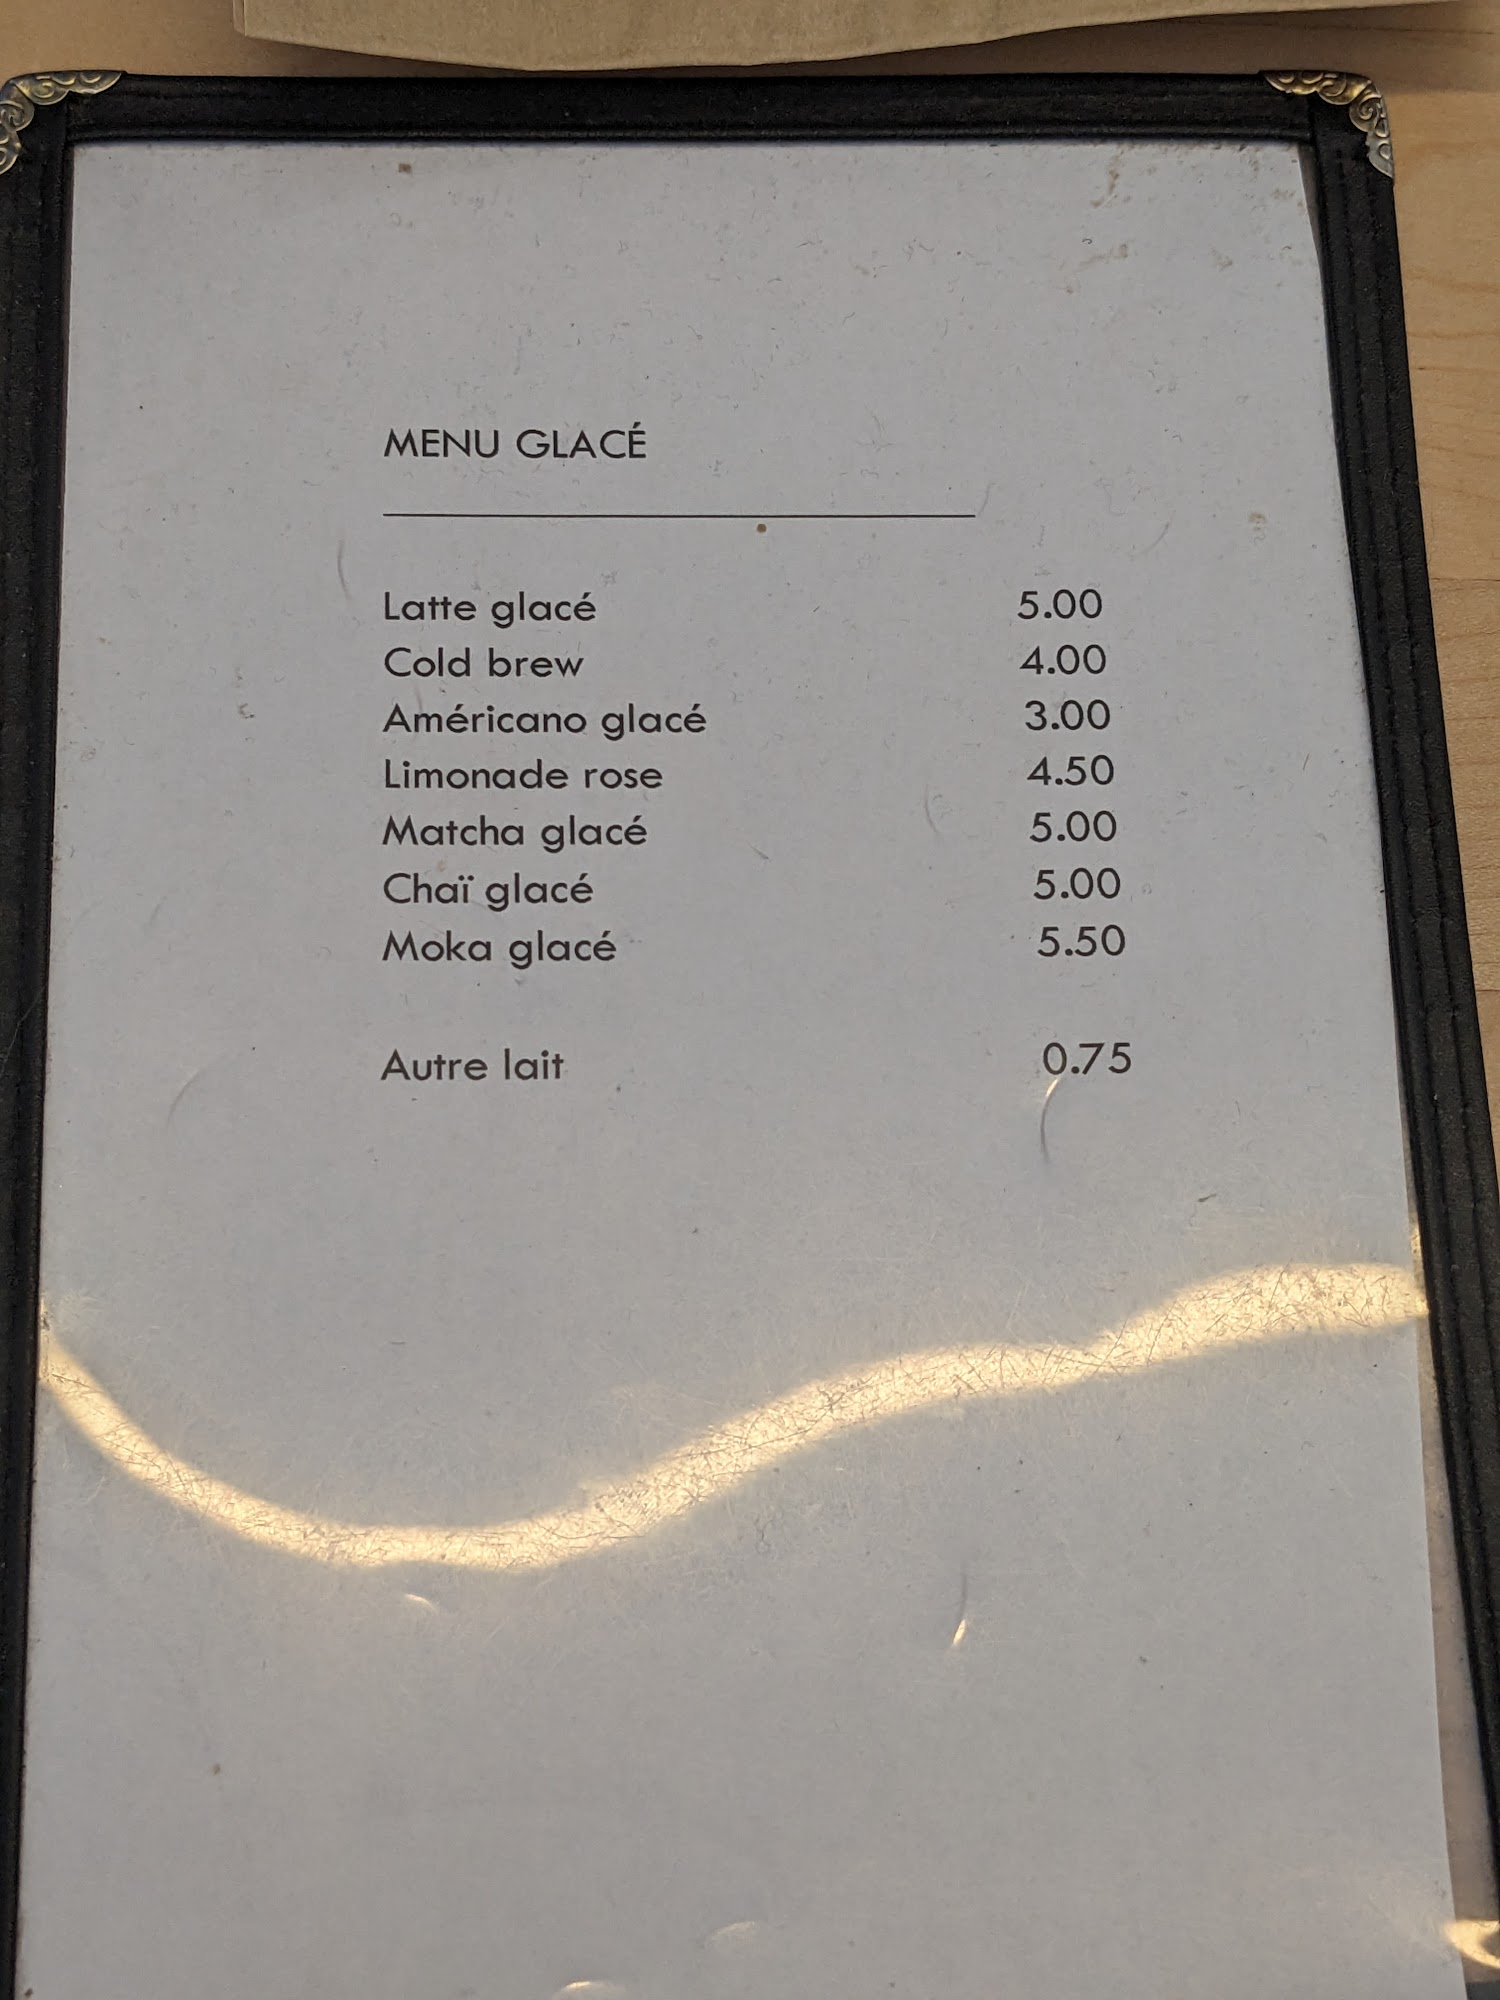 MENU GLACÉ
Latte glacé 5.00
Cold brew 4.00
Américano glacé 3.00
Limonade rose 4.50
Matcha glacé 5.00
Chaï glacé 5.00
Moka glacé 5.50
Autre lait 0.75